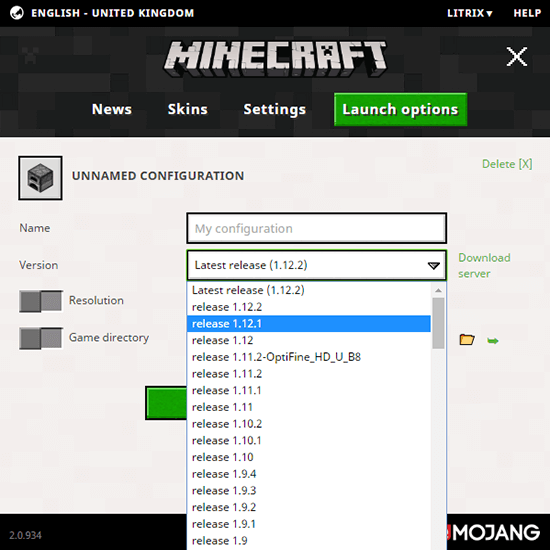 ENGLISH - UNITED KINGDOM
LITRIX▼
HELP
MINECRAFT
News
Skins
Settings
Launch options
UNNAMED CONFIGURATION
Delete [X]
Name
My configuration
Version
Latest release (1.12.2)
Download
server
Latest release (1.12.2)
release 1.12.2
Resolution
release 1.12.1
Game directory
release 1.12
release 1.11.2-OptiFine_HD_U_B8
release 1.11.2
release 1.11.1
release 1.11
release 1.10.2
release 1.10.1
release 1.10
release 1.9.4
release 1.9.3
release 1.9.2
release 1.9.1
release 1.9
2.0.934
MOJANG